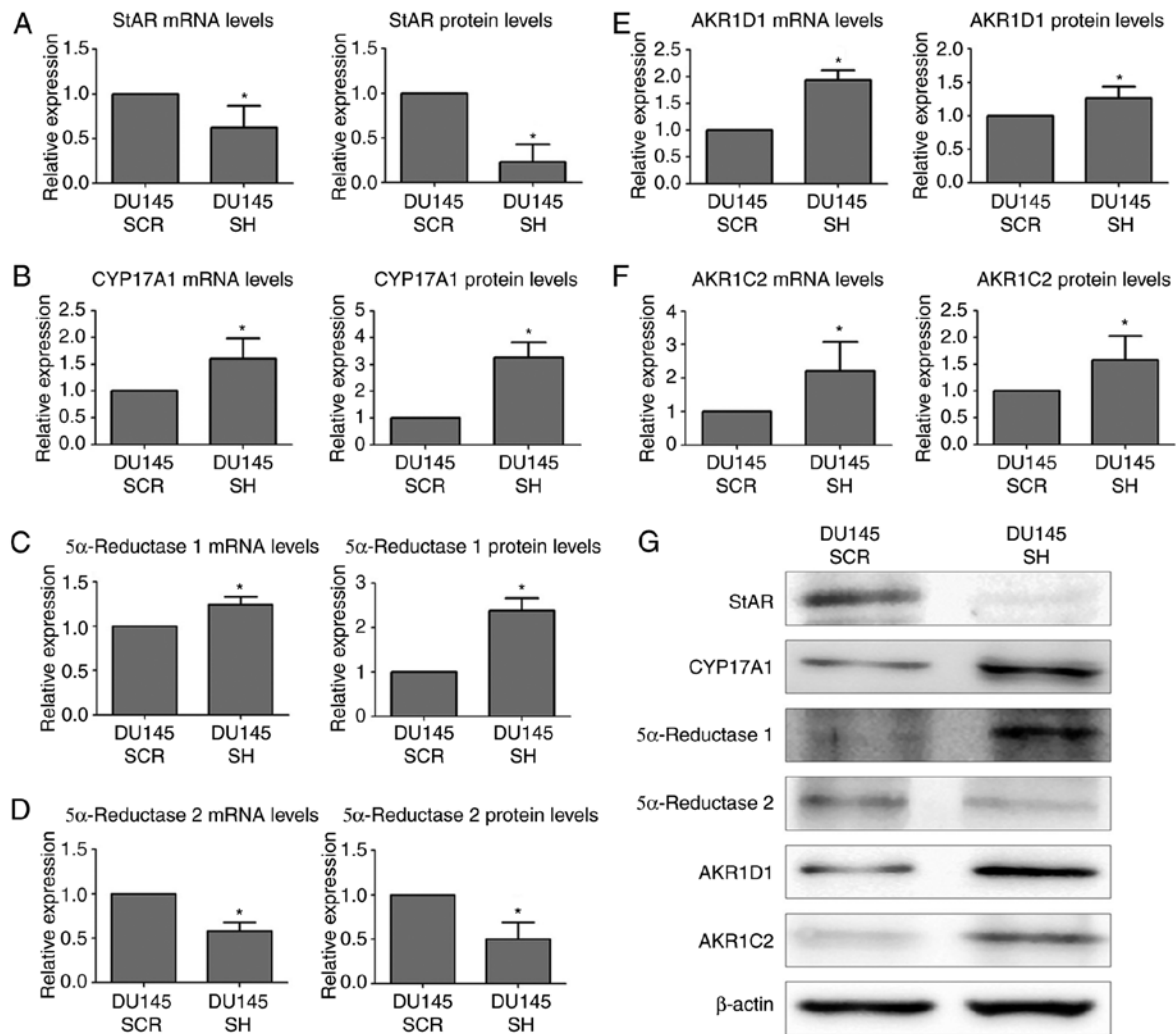 A
StAR mRNA levels
Relative expression
1.5
1.0
0.5
0.0
*
DU145
SCR
DU145
SH
StAR protein levels
Relative expression
1.5
1.0
0.5
0.0
*
DU145
SCR
DU145
SH
E
AKR1D1 mRNA levels
Relative expression
2.5
2.0
1.5
1.0
0.5
0.0
*
DU145
SCR
DU145
SH
AKR1D1 protein levels
Relative expression
2.0
1.5
1.0
0.5
0.0
*
DU145
SCR
DU145
SH
B
CYP17A1 mRNA levels
Relative expression
2.5
2.0
1.5
1.0
0.5
0.0
*
DU145
SCR
DU145
SH
CYP17A1 protein levels
Relative expression
5
4
3
2
1
0
*
DU145
SCR
DU145
SH
F
AKR1C2 mRNA levels
Relative expression
4
2
1
0
*
DU145
SCR
DU145
SH
AKR1C2 protein levels
Relative expression
2.5
2.0
1.5
1.0
0.5
0.0
*
DU145
SCR
DU145
SH
C
5α-Reductase 1 mRNA levels
Relative expression
1.5
1.0
0.5
0.0
*
DU145
SCR
DU145
SH
5α-Reductase 1 protein levels
Relative expression
3
2
1
0
*
DU145
SCR
DU145
SH
D
5α-Reductase 2 mRNA levels
Relative expression
1.5
1.0
0.5
0.0
*
DU145
SCR
DU145
SH
5α-Reductase 2 protein levels
Relative expression
1.5
1.0
0.5
0.0
*
DU145
SCR
DU145
SH
G
DU145
SCR
DU145
SH
StAR
CYP17A1
5α-Reductase 1
5α-Reductase 2
AKR1D1
AKR1C2
β-actin